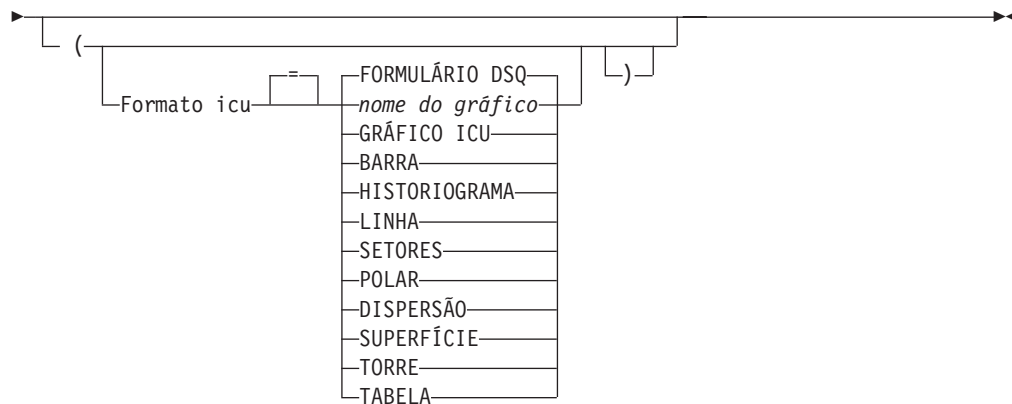 (
)
Formato icu
=
FORMULÁRIO DSQ
nome do gráfico
GRÁFICO ICU
BARRA
HISTORIOGRAMA
LINHA
SETORES
POLAR
DISPERSÃO
SUPERFÍCIE
TORRE
TABELA